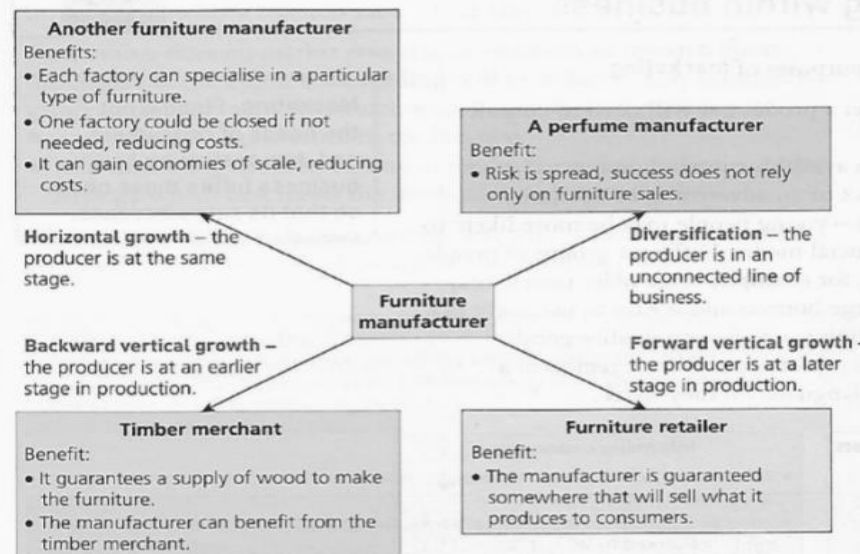 g within business
purpose of marketing
Another furniture manufacturer
Benefits:
• Each factory can specialise in a particular
type of furniture.
• One factory could be closed if not
needed, reducing costs.
• It can gain economies of scale, reducing
costs.
A perfume manufacturer
Benefit:
• Risk is spread, success does not rely
only on furniture sales.
Horizontal growth – the
producer is at the same
stage.
Diversification – the
producer is in an
unconnected line of
business.
Furniture
manufacturer
Backward vertical growth –
the producer is at an earlier
stage in production.
Forward vertical growth –
the producer is at a later
stage in production.
Timber merchant
Benefit:
• It guarantees a supply of wood to make
the furniture.
• The manufacturer can benefit from the
timber merchant.
Furniture retailer
Benefit:
• The manufacturer is guaranteed
somewhere that will sell what it
produces to consumers.